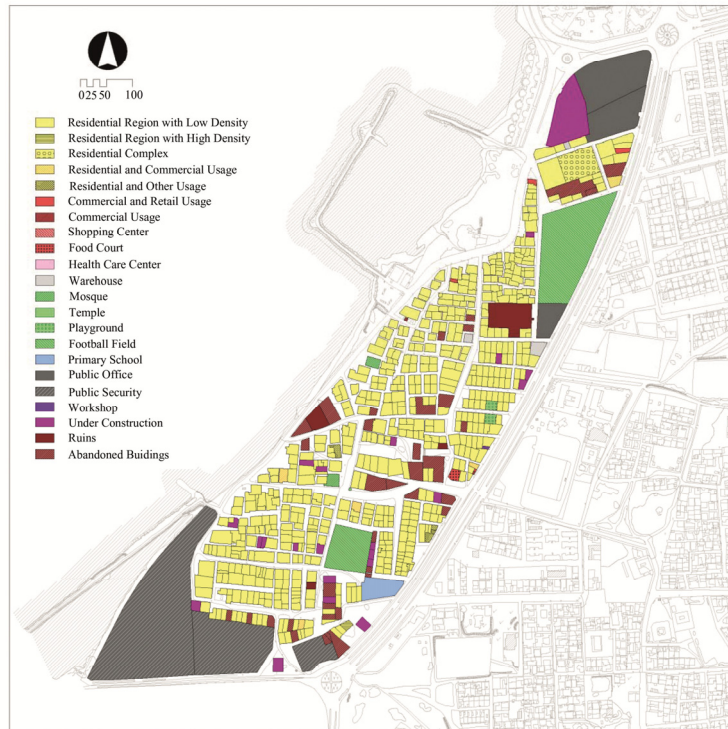 0 25 50 100
Residential Region with Low Density
Residential Region with High Density
Residential Complex
Residential and Commercial Usage
Residential and Other Usage
Commercial and Retail Usage
Commercial Usage
Shopping Center
Food Court
Health Care Center
Warehouse
Mosque
Temple
Playground
Football Field
Primary School
Public Office
Public Security
Workshop
Under Construction
Ruins
Abandoned Buidings